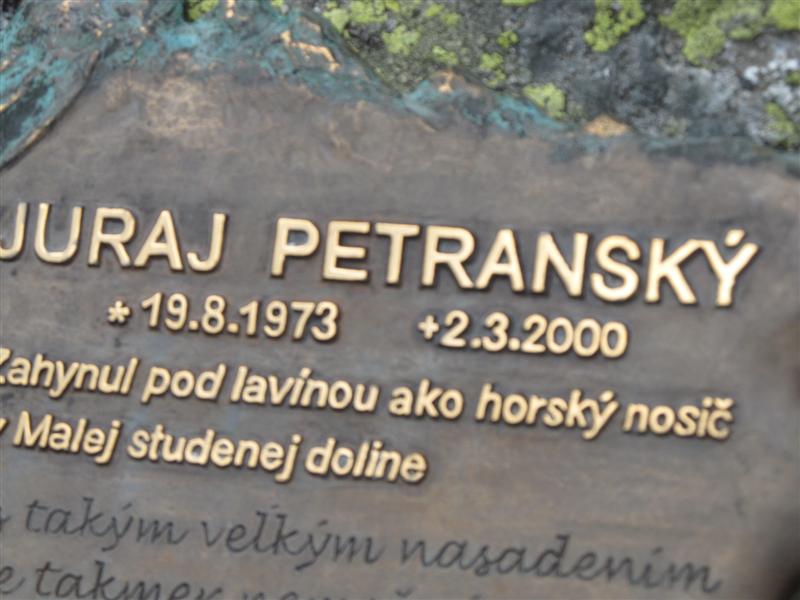 JURAJ PETRANSKÝ
* 19.8.1973 +2.3.2000
Zahynul pod lavínou ako horský nosič
v Malej studenej doline
takým veľkým nasadením
takmer